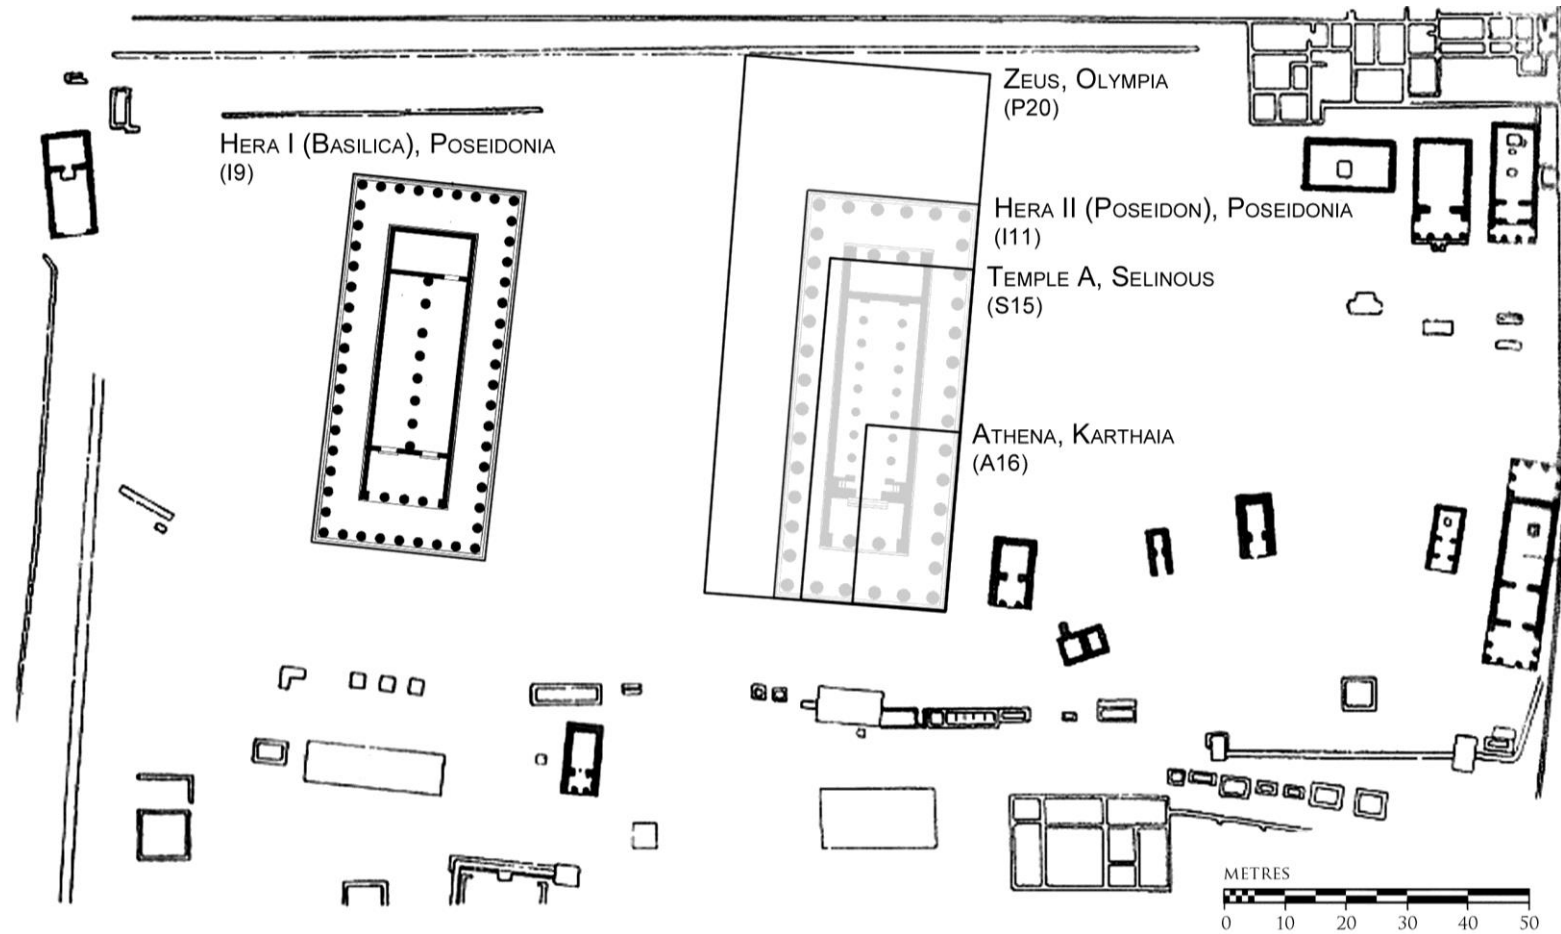 ZEUS, OLYMPIA
(P20)
HERA I (BASILICA), POSEIDONIA
(I9)
HERA II (POSEIDON), POSEIDONIA
(I11)
TEMPLE A, SELINOUS
(S15)
ATHENA, KARTHAIA
(A16)
METRES
0 10 20 30 40 50